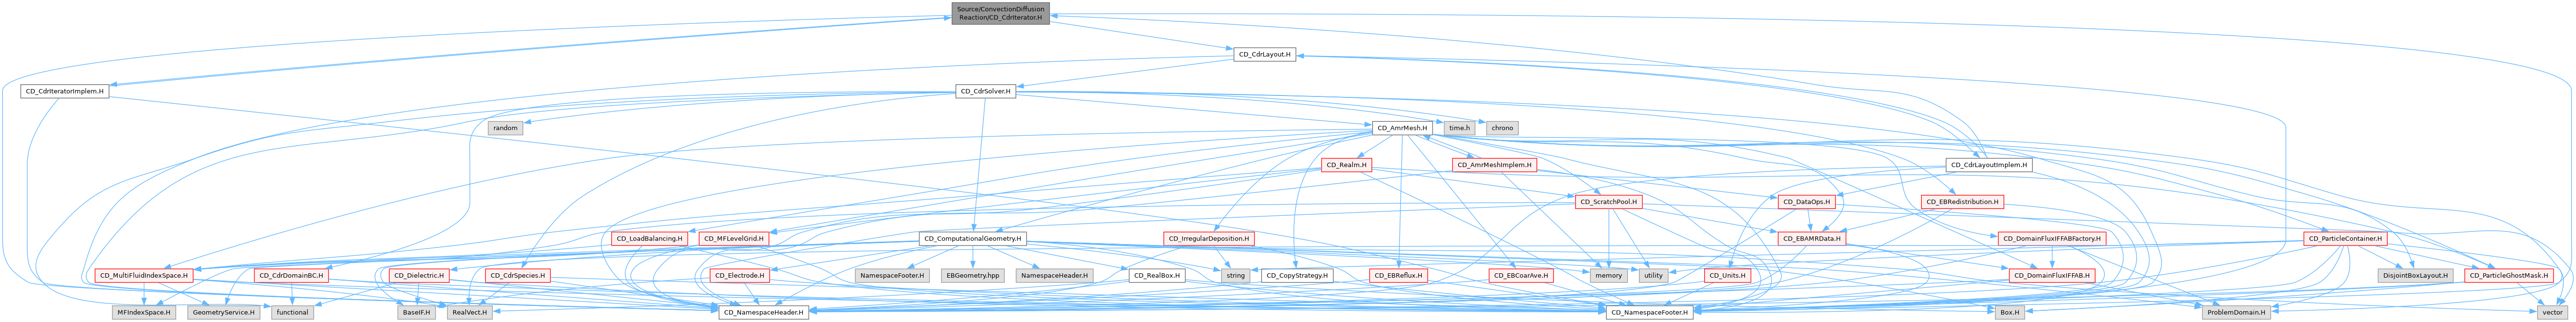 Source/ConvectionDiffusion
Reaction/CD_CdrIterator.H
CD_CdrLayout.H
CD_CdrIteratorImplem.H
CD_CdrSolver.H
random
CD_AmrMesh.H
time.h
chrono
CD_Realm.H
CD_AmrMeshImplem.H
CD_CdrLayoutImplem.H
CD_ScratchPool.H
CD_DataOps.H
CD_EBRedistribution.H
CD_LoadBalancing.H
CD_MFLevelGrid.H
CD_ComputationalGeometry.H
CD_IrregularDeposition.H
CD_EBAMRData.H
CD_DomainFluxIFFABFactory.H
CD_ParticleContainer.H
CD_MultiFluidIndexSpace.H
CD_CdrDomainBC.H
CD_Dielectric.H
CD_CdrSpecies.H
CD_Electrode.H
NamespaceFooter.H
EBGeometry.hpp
NamespaceHeader.H
CD_RealBox.H
string
CD_CopyStrategy.H
memory
CD_EBReflux.H
utility
CD_EBCoarAve.H
CD_Units.H
CD_DomainFluxIFFAB.H
DisjointBoxLayout.H
CD_ParticleGhostMask.H
MFIndexSpace.H
GeometryService.H
functional
BaseIF.H
RealVect.H
CD_NamespaceHeader.H
CD_NamespaceFooter.H
Box.H
ProblemDomain.H
vector